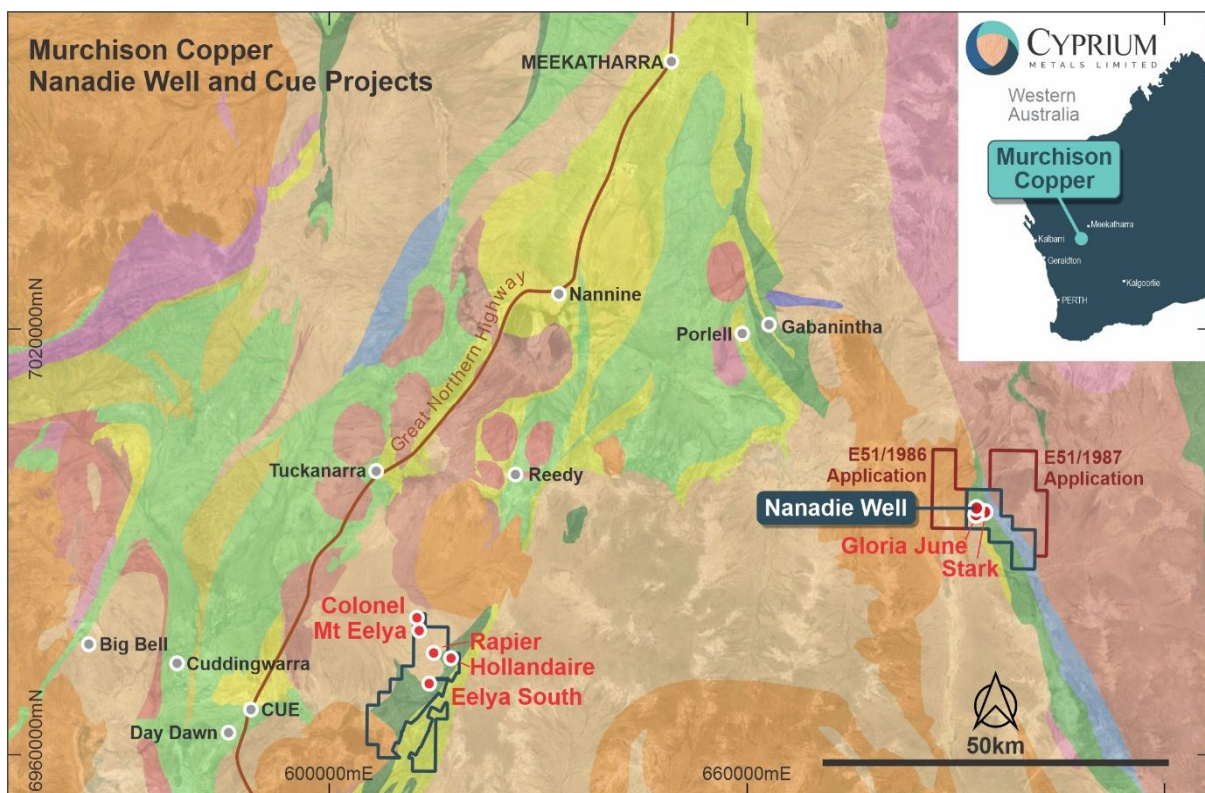 Murchison Copper
Nanadie Well and Cue Projects
MEEKATHARRA
CYPRIUM
METALS LIMITED
Western
Australia
Murchison
Copper
Meekatharra
Kalbarri
Geraldton
Kalgoorlie
PERTH
7020000mN
Great Northern Highway
Nannine
Porlell
Gabanintha
Tuckanarra
Reedy
E51/1986
Application
E51/1987
Application
Nanadie Well
Gloria June
Stark
Colonel
Mt Eelya
Rapier
Hollandaire
Eelya South
Big Bell
Cuddingwarra
CUE
Day Dawn
6960000mN
600000mE
660000mE
50km